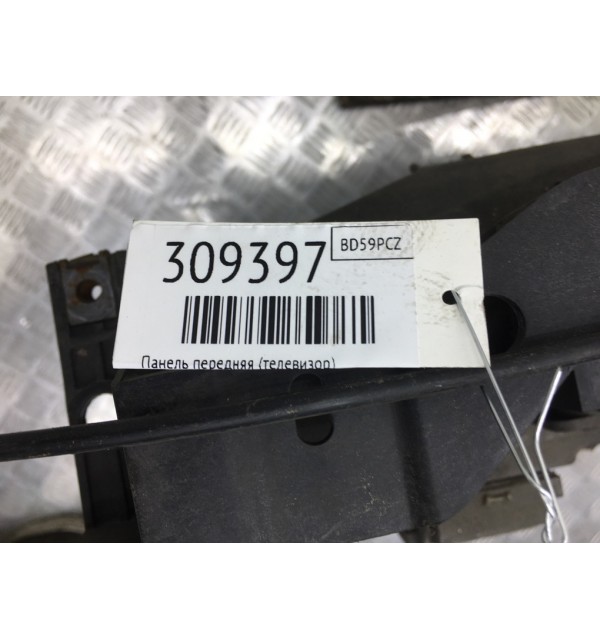 309397 BD59PCZ
Панель передняя (телевизор)